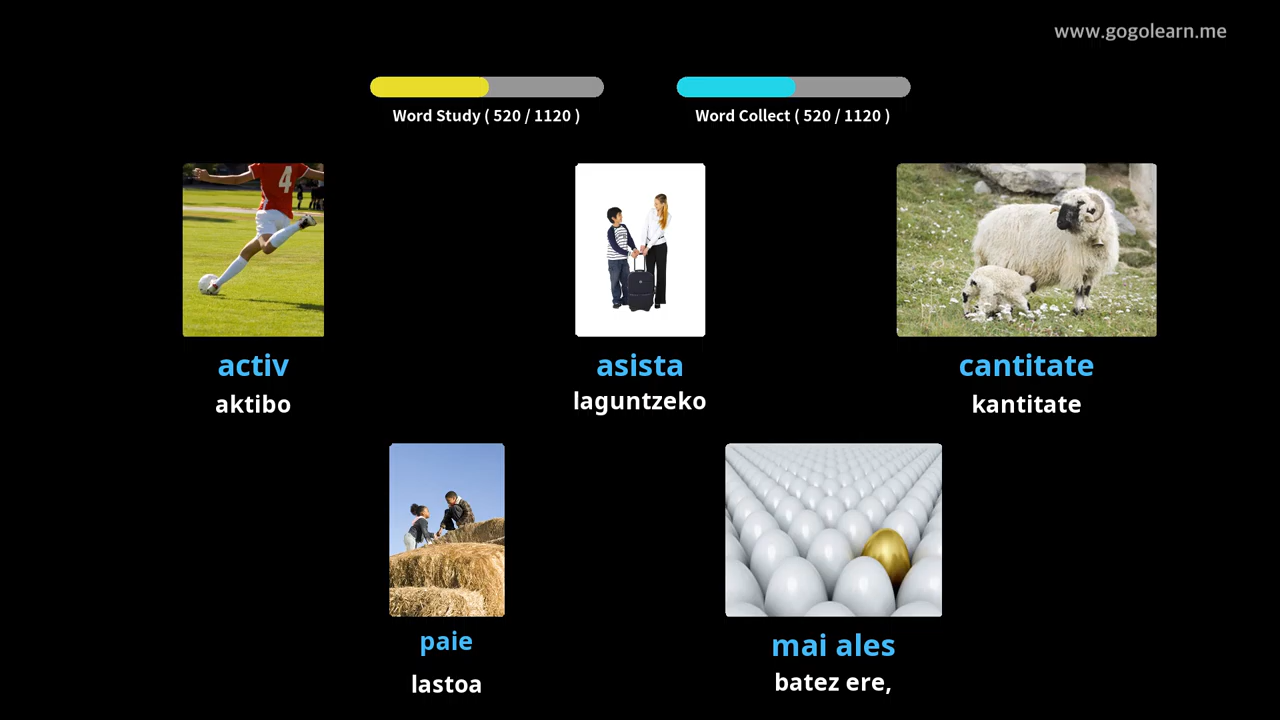 www.gogolearn.me
Word Study ( 520 / 1120 )
Word Collect ( 520 / 1120 )
4
activ
asista
cantitate
aktibo
laguntzeko
kantitate
paie
mai ales
lastoa
batez ere,